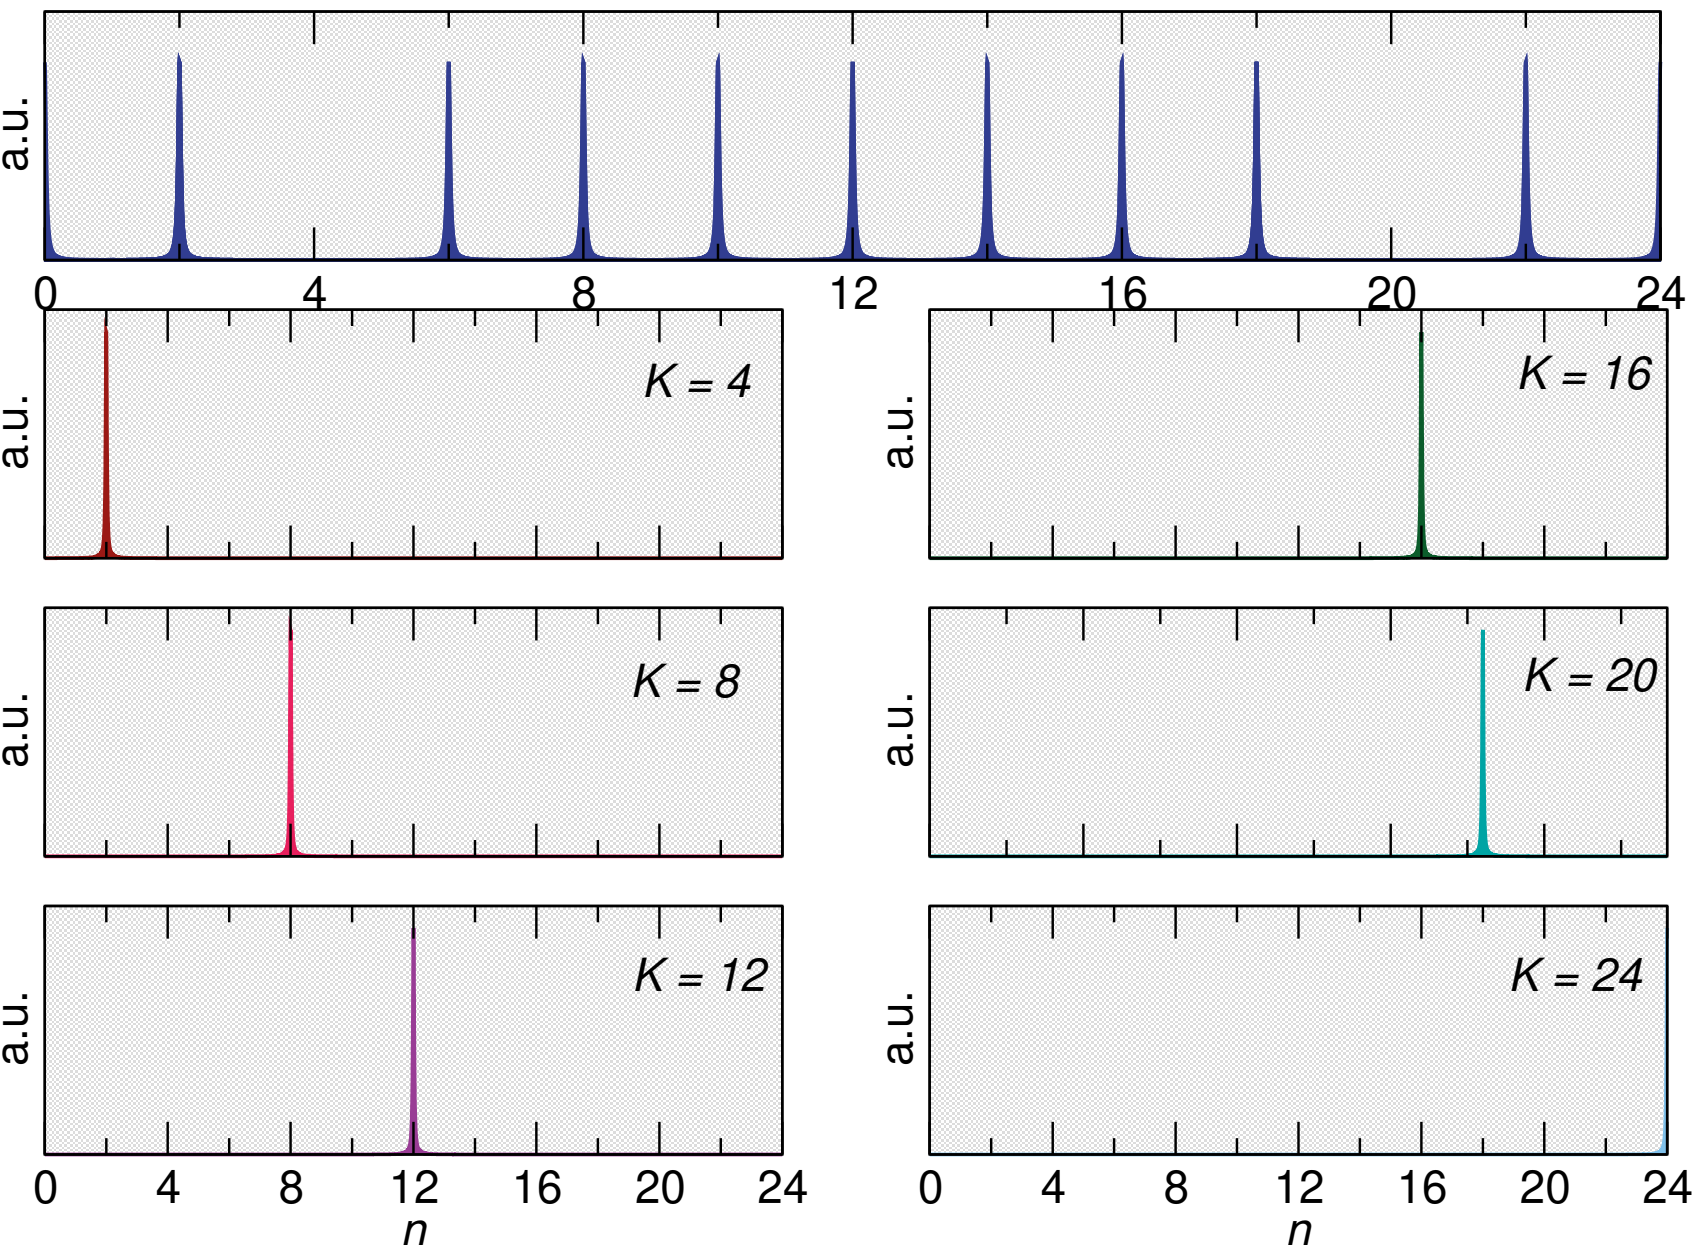 a.u.
0 4 8 12 16 20 24
a.u. K = 4
a.u. K = 16
a.u. K = 8
a.u. K = 20
a.u. K = 12
a.u. K = 24
0 4 8 12 16 20 24
n
0 4 8 12 16 20 24
n